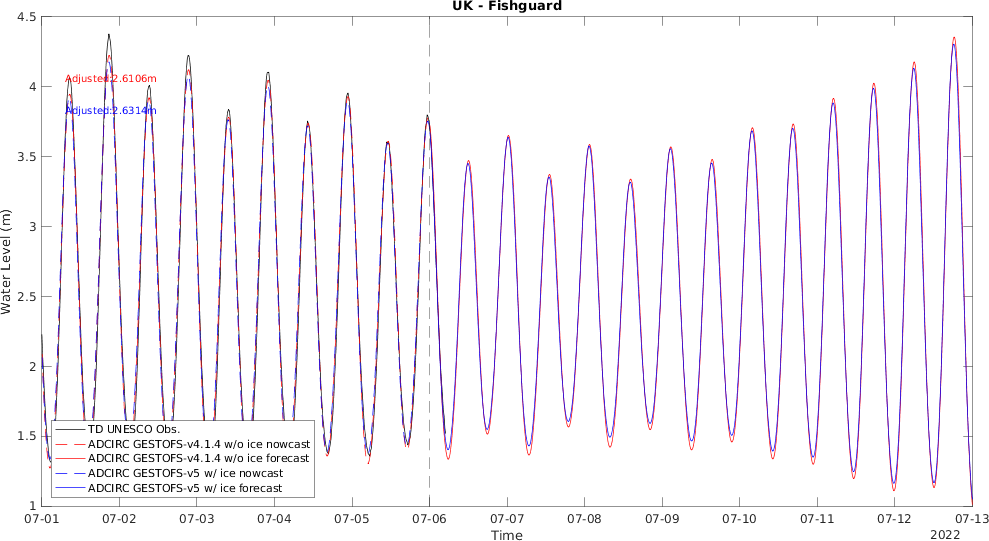 UK - Fishguard
4.5
4
3.5
3
2.5
2
1.5
1
Water Level (m)
Adjusted:2.6106m
Adjusted:2.6314m
TD UNESCO Obs.
ADCIRC GESTOFS-v4.1.4 w/o ice nowcast
ADCIRC GESTOFS-v4.1.4 w/o ice forecast
ADCIRC GESTOFS-v5 w/ ice nowcast
ADCIRC GESTOFS-v5 w/ ice forecast
07-01 07-02 07-03 07-04 07-05 07-06 07-07 07-08 07-09 07-10 07-11 07-12 07-13
Time
2022